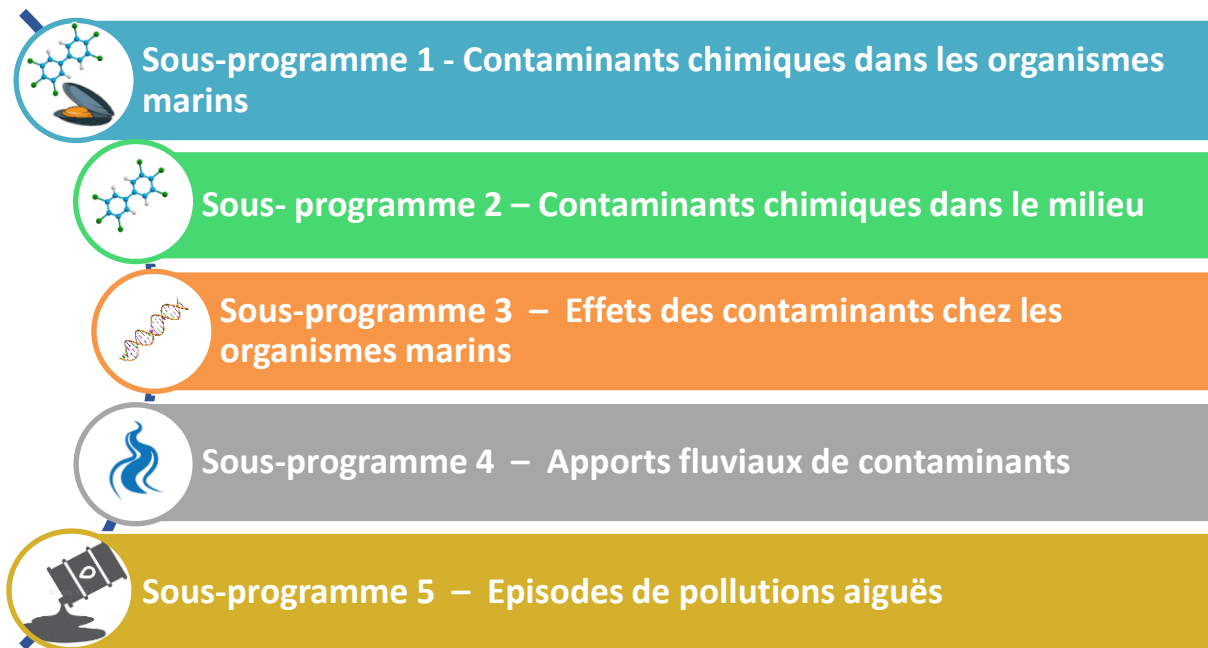 Sous-programme 1 - Contaminants chimiques dans les organismes
marins
Sous- programme 2 – Contaminants chimiques dans le milieu
Sous-programme 3 – Effets des contaminants chez les
organismes marins
Sous-programme 4 – Apports fluviaux de contaminants
Sous-programme 5 – Episodes de pollutions aiguës